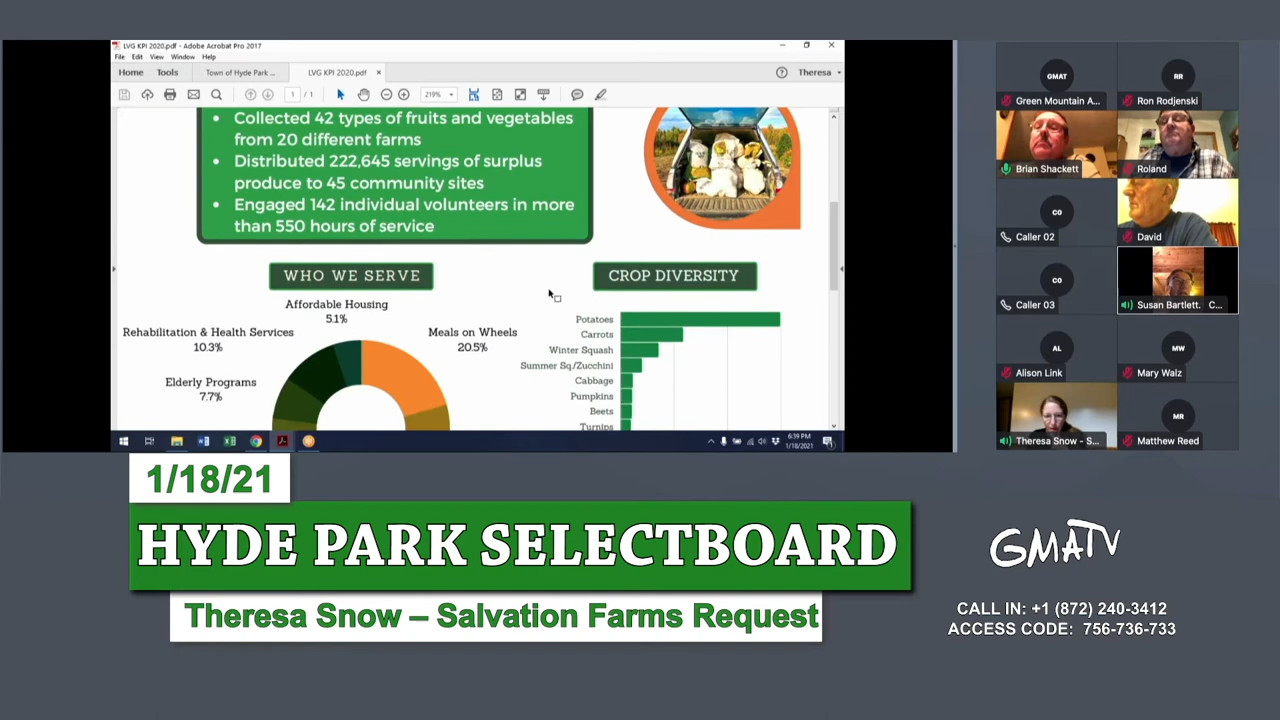 LVG KPI 2020.pdf - Adobe Acrobat Pro 2017
File Edit View Window Help
Home Tools Town of Hyde Park ... LVG KPI 2020.pdf × Theresa
1 / 1 219%
• Collected 42 types of fruits and vegetables
from 20 different farms
• Distributed 222,645 servings of surplus
produce to 45 community sites
• Engaged 142 individual volunteers in more
than 550 hours of service
WHO WE SERVE
Affordable Housing
5.1%
Rehabilitation & Health Services
10.3%
Meals on Wheels
20.5%
Elderly Programs
7.7%
CROP DIVERSITY
Potatoes
Carrots
Winter Squash
Summer Sq./Zucchini
Cabbage
Pumpkins
Beets
Turnips
6:39 PM
1/18/2021
GMAT
Green Mountain A...
RR
Ron Rodjenski
Brian Shackett
Roland
CO
Caller 02
David
CO
Caller 03
Susan Bartlett. C...
AL
Alison Link
MW
Mary Walz
Theresa Snow - S...
MR
Matthew Reed
1/18/21
HYDE PARK SELECTBOARD
Theresa Snow – Salvation Farms Request
GMATV
CALL IN: +1 (872) 240-3412
ACCESS CODE: 756-736-733